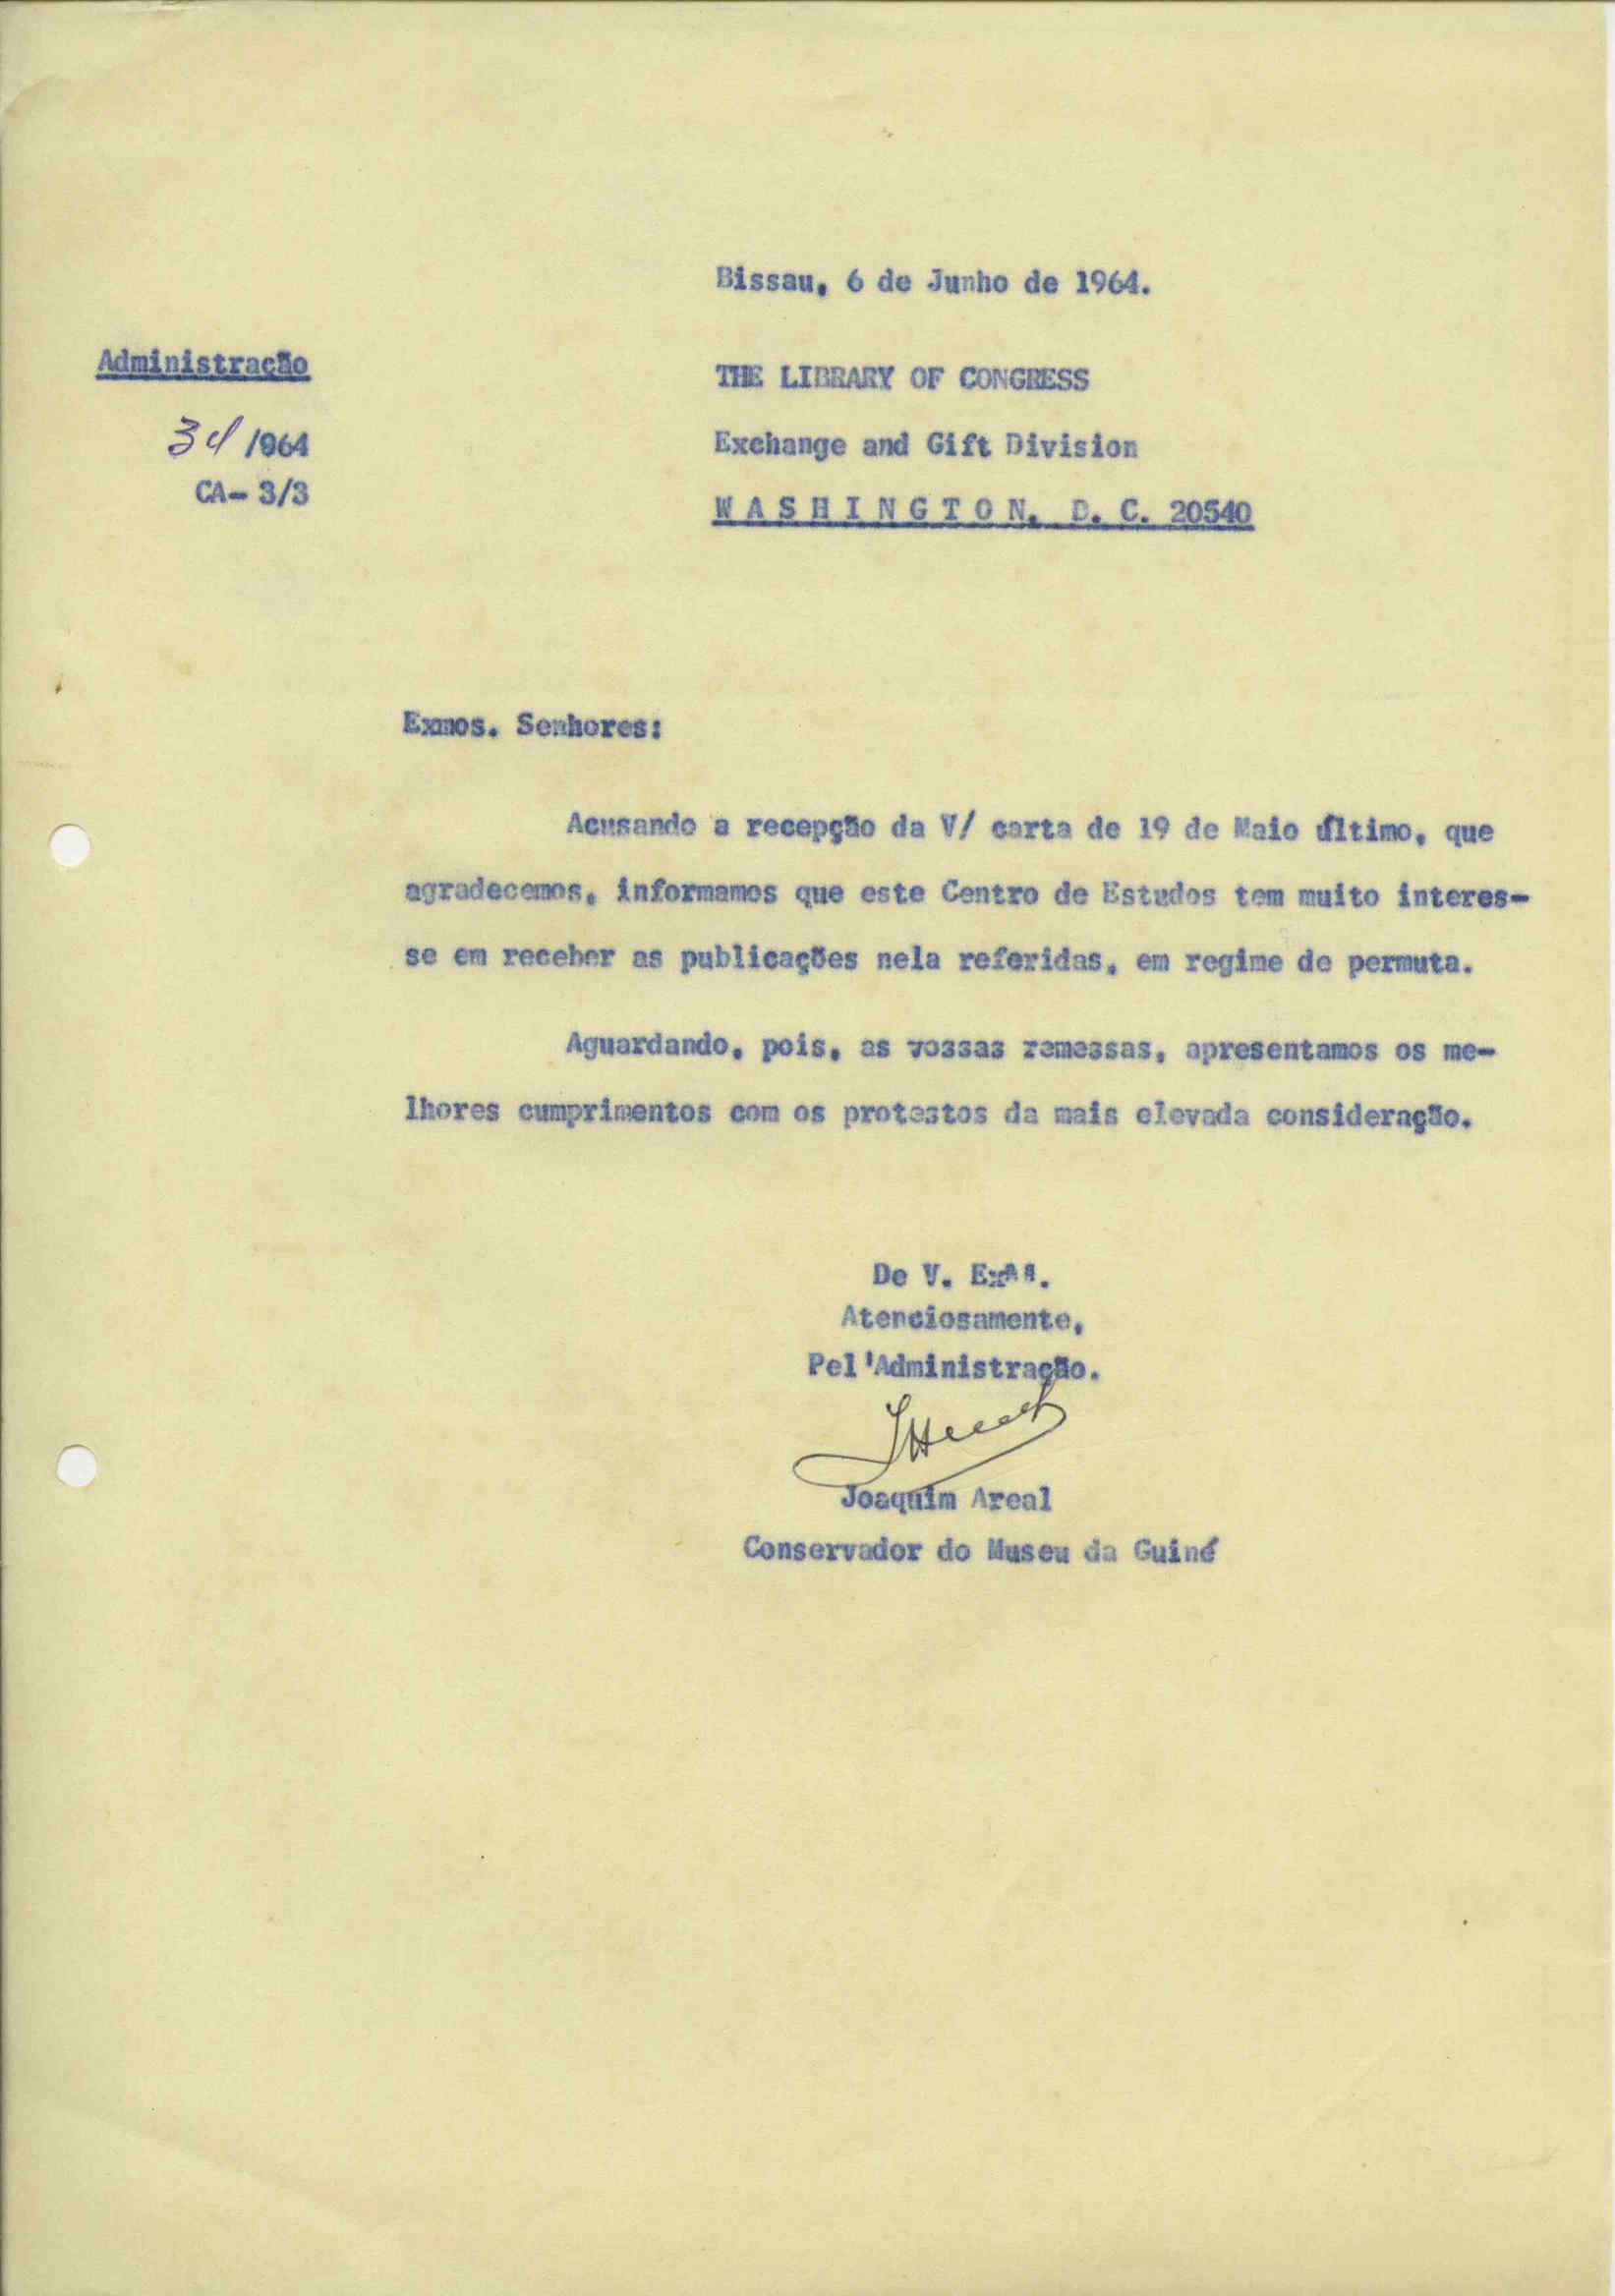 Bissau, 6 de Junho de 1964.
Administração
THE LIBRARY OF CONGRESS
34/964
Exchange and Gift Division
CA- 3/3
WASHINGTON, D. C. 20540
Exmos. Senhores:
Acusando a recepção da V/ carta de 19 de Maio último, que
agradecemos, informamos que este Centro de Estudos tem muito interes-
se em receber as publicações nela referidas, em regime de permuta.
Aguardando, pois, as vossas remessas, apresentamos os me-
lhores cumprimentos com os protestos da mais elevada consideração.
De V. Exªs.
Atenciosamente,
Pel'Administração.
Joaquim Areal
Conservador do Museu da Guiné